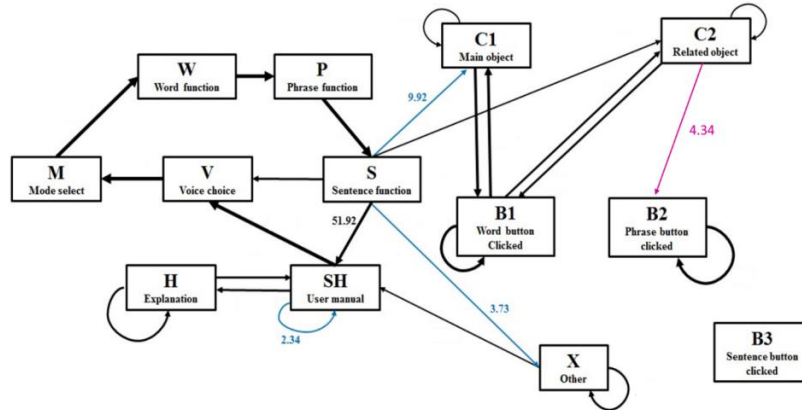 C1
Main object
C2
Related object
W
Word function
P
Phrase function
9.92
4.34
M
Mode select
V
Voice choice
S
Sentence function
51.92
B1
Word button
Clicked
B2
Phrase button
clicked
H
Explanation
SH
User manual
2.34
3.73
X
Other
B3
Sentence button
clicked